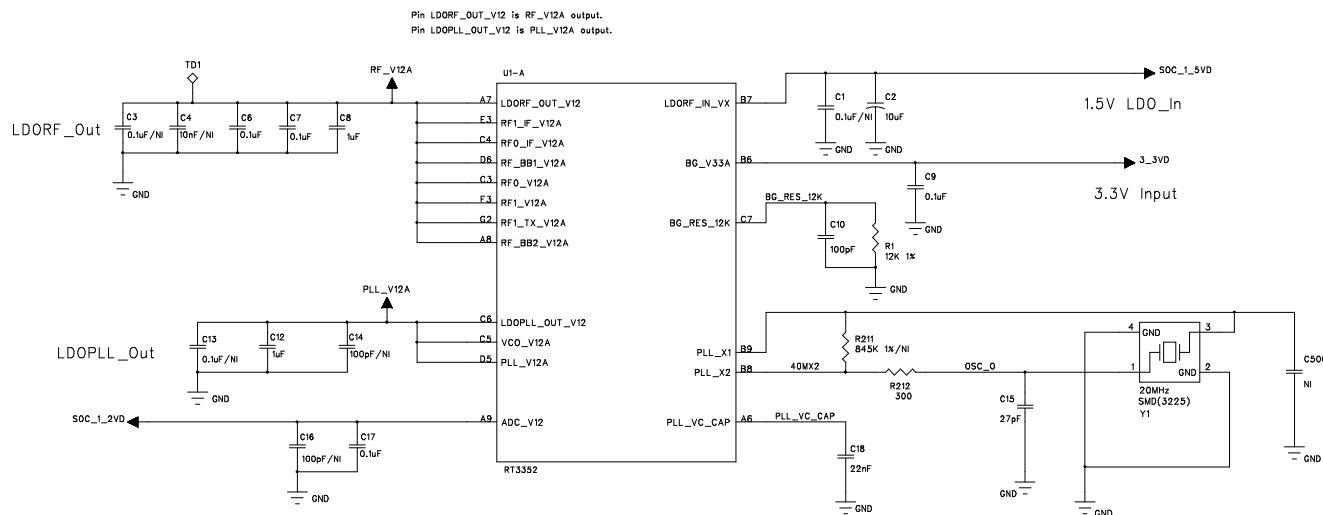 Pin LDORF_OUT_V12 is RF_V12A output.
Pin LDOPLL_OUT_V12 is PLL_V12A output.
TD1
RF_V12A
U1-A
SOC_1_5VD
A7
LDORF_OUT_V12
LDORF_IN_VX
B7
1.5V LDO_In
LDORF_Out
C3
0.1uF/NI
C4
10nF/NI
C6
0.1uF
C7
0.1uF
C8
1uF
GND
E3
RF1_IF_V12A
C4
RF0_IF_V12A
D6
RF_BB1_V12A
C3
RF0_V12A
F3
RF1_V12A
G2
RF1_TX_V12A
A8
RF_BB2_V12A
C1
0.1uF/NI
C2
10uF
GND
GND
BG_V33A
B6
3_3VD
C9
0.1uF
3.3V Input
GND
BG_RES_12K
BG_RES_12K
C7
C10
100pF
R1
12K 1%
GND
PLL_V12A
LDOPLL_Out
C13
0.1uF/NI
C12
1uF
C14
100pF/NI
GND
C6
LDOPLL_OUT_V12
C5
VCO_V12A
D5
PLL_V12A
PLL_X1
B9
PLL_X2
B8
R211
845K 1%/NI
40MX2
R212
300
OSC_O
C15
27pF
GND
4
GND
3
1
GND
2
20MHz
SMD(3225)
Y1
GND
NI
GND
SOC_1_2VD
A9
ADC_V12
C16
100pF/NI
C17
0.1uF
GND
PLL_VC_CAP
A6
PLL_VC_CAP
C18
22nF
GND
RT3352